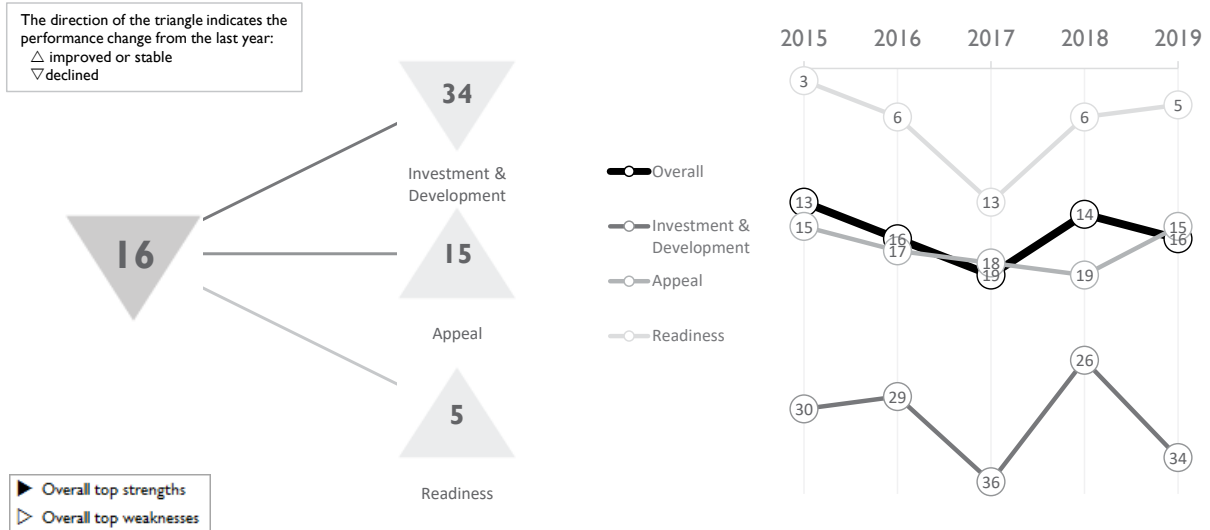 The direction of the triangle indicates the
performance change from the last year:
△ improved or stable
▽ declined
16
34
Investment &
Development
15
Appeal
5
Readiness
▶ Overall top strengths
▷ Overall top weaknesses
Overall
Investment &
Development
Appeal
Readiness
2015 2016 2017 2018 2019
3 6 13 6 5
13 16 19 14 16
15 17 18 19 15
30 29 36 26 34